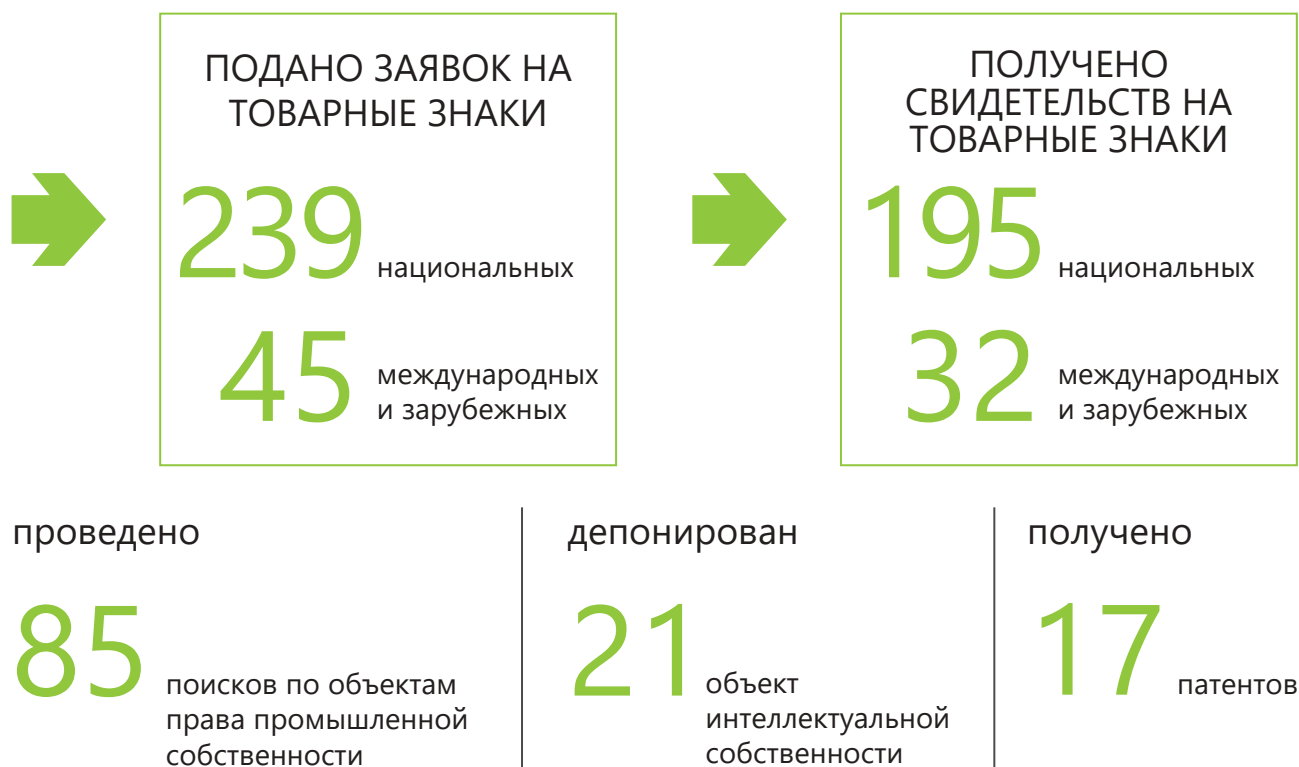 ПОДАНО ЗАЯВОК НА
ТОВАРНЫЕ ЗНАКИ
239 национальных
45 международных
и зарубежных
ПОЛУЧЕНО
СВИДЕТЕЛЬСТВ НА
ТОВАРНЫЕ ЗНАКИ
195 национальных
32 международных
и зарубежных
проведено
85 поисков по объектам
права промышленной
собственности
депонирован
21 объект
интеллектуальной
собственности
получено
17 патентов